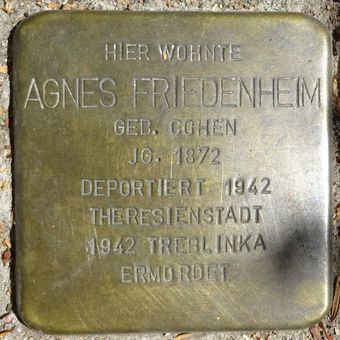 HIER WOHNTE
AGNES FRIEDENHEIM
GEB. COHEN
JG. 1872
DEPORTIERT 1942
THERESIENSTADT
1942 TREBLINKA
ERMORDET